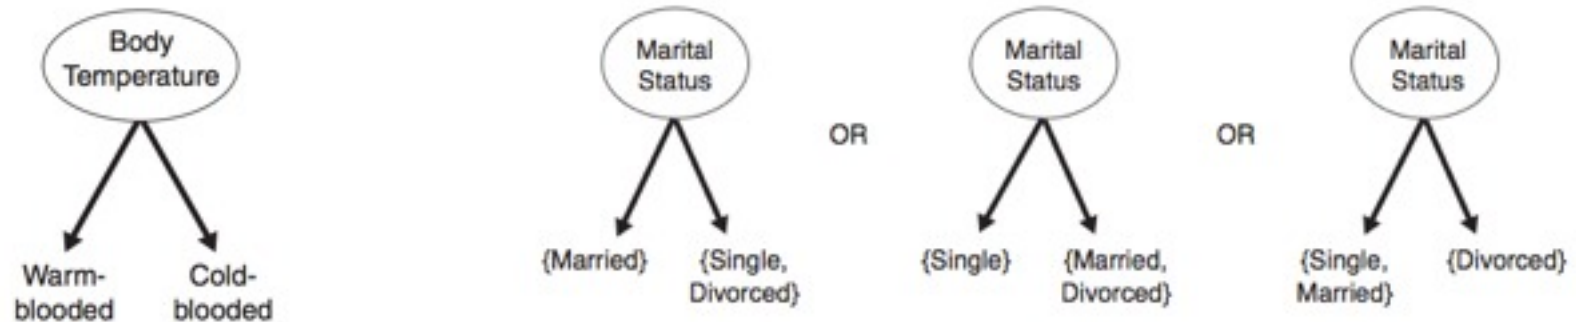 Body
Temperature
Warm-
blooded
Cold-
blooded
Marital
Status
{Married}
{Single,
Divorced}
OR
Marital
Status
{Single}
{Married,
Divorced}
OR
Marital
Status
{Single,
Married}
{Divorced}